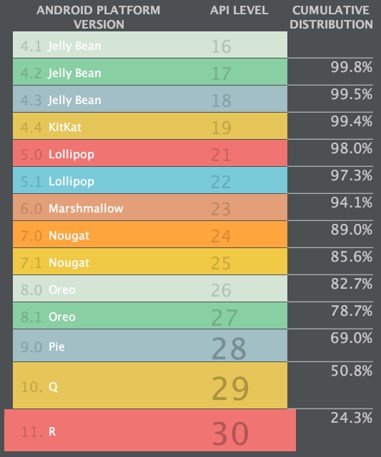 ANDROID PLATFORM VERSION API LEVEL CUMULATIVE DISTRIBUTION
4.1 Jelly Bean 16
99.8%
4.2 Jelly Bean 17
99.5%
4.3 Jelly Bean 18
99.4%
4.4 KitKat 19
98.0%
5.0 Lollipop 21
97.3%
5.1 Lollipop 22
94.1%
6.0 Marshmallow 23
89.0%
7.0 Nougat 24
85.6%
7.1 Nougat 25
82.7%
8.0 Oreo 26
78.7%
8.1 Oreo 27
69.0%
9.0 Pie 28
50.8%
10. Q 29
24.3%
11. R 30